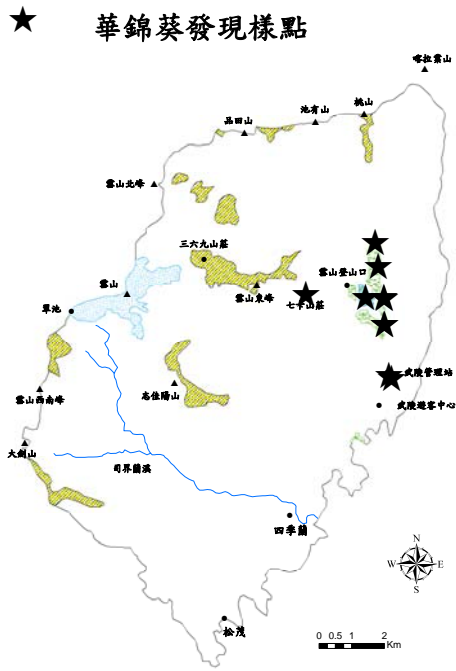 華錦葵發現樣點
喀拉業山
桃山
池有山
品田山
雪山北峰
三六九山莊
雪山
雪山東峰
七卡山莊
雪山登山口
翠池
武陵管理站
雪山西南峰
志佳陽山
武陵遊客中心
大劍山
司界蘭溪
四季蘭
松茂
N
W
E
S
0 0.5 1 2
Km